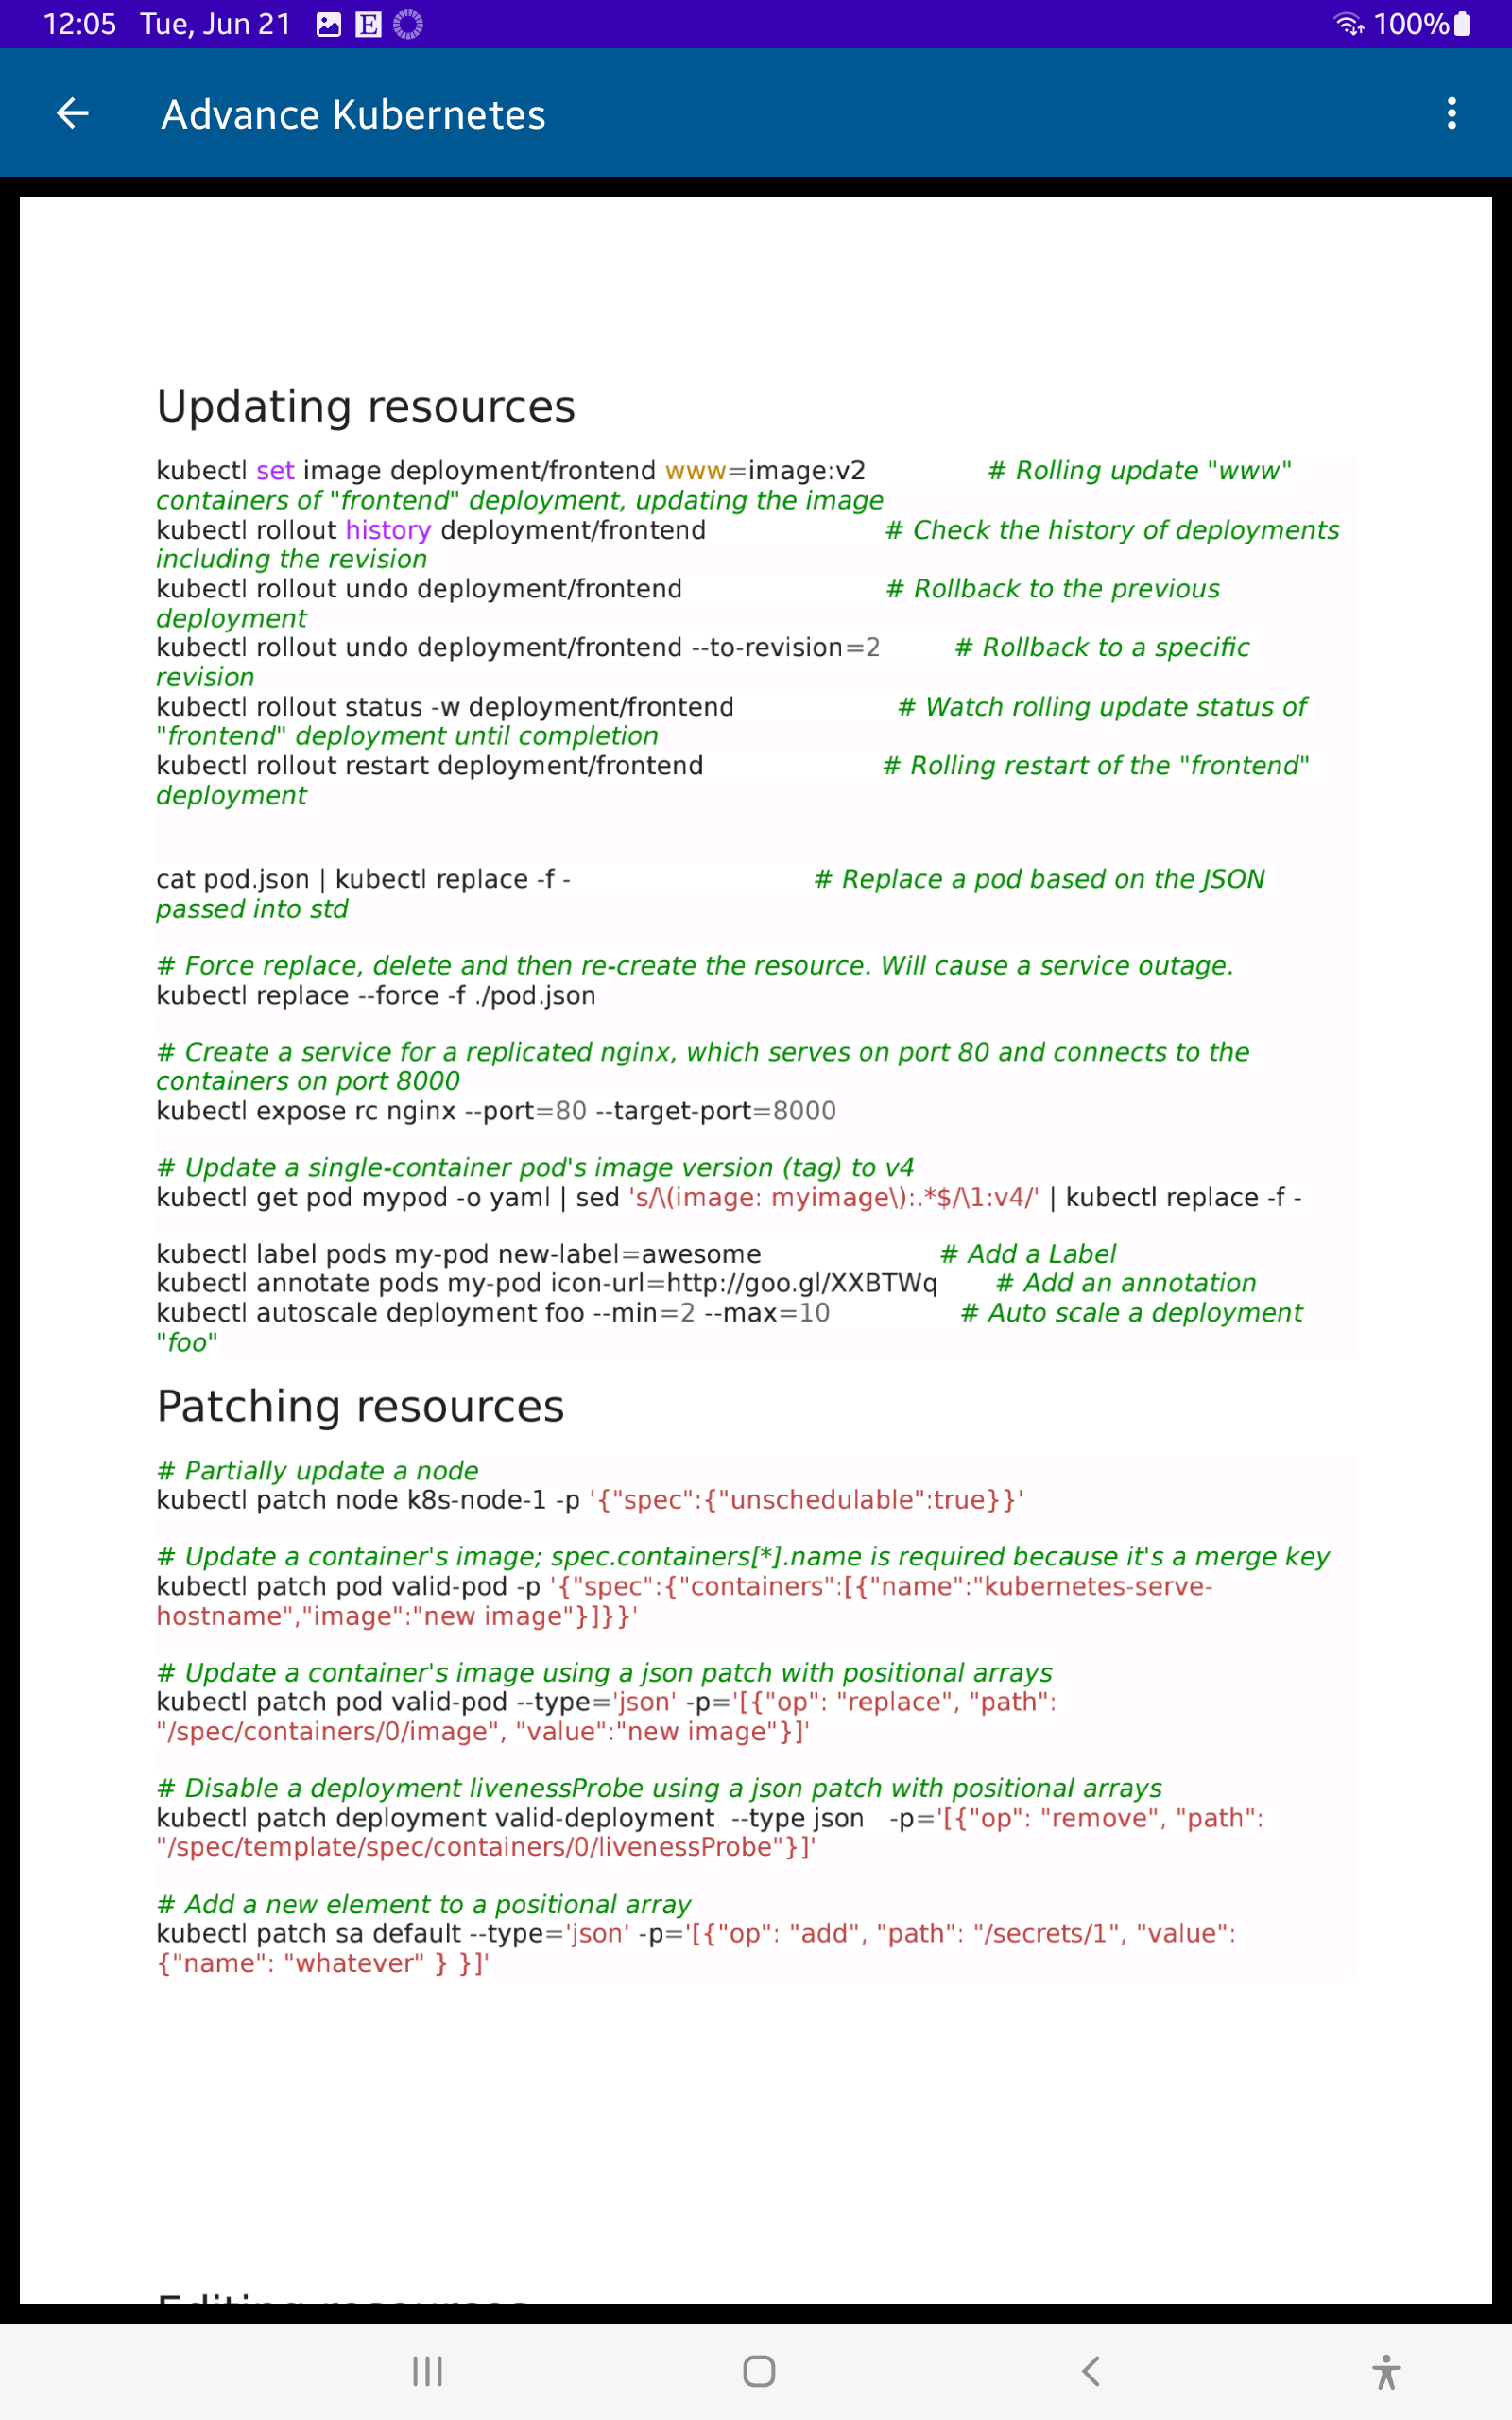 12:05 Tue, Jun 21 E 100%
Advance Kubernetes
Updating resources
kubectl set image deployment/frontend www=image:v2 # Rolling update "www"
containers of "frontend" deployment, updating the image
kubectl rollout history deployment/frontend # Check the history of deployments
including the revision
kubectl rollout undo deployment/frontend # Rollback to the previous
deployment
kubectl rollout undo deployment/frontend --to-revision=2 # Rollback to a specific
revision
kubectl rollout status -w deployment/frontend # Watch rolling update status of
"frontend" deployment until completion
kubectl rollout restart deployment/frontend # Rolling restart of the "frontend"
deployment
cat pod.json | kubectl replace -f - # Replace a pod based on the JSON
passed into std
# Force replace, delete and then re-create the resource. Will cause a service outage.
kubectl replace --force -f ./pod.json
# Create a service for a replicated nginx, which serves on port 80 and connects to the
containers on port 8000
kubectl expose rc nginx --port=80 --target-port=8000
# Update a single-container pod's image version (tag) to v4
kubectl get pod mypod -o yaml | sed 's/\(image: myimage\):.*$/\1:v4/' | kubectl replace -f -
kubectl label pods my-pod new-label=awesome # Add a Label
kubectl annotate pods my-pod icon-url=http://goo.gl/XXBTWq # Add an annotation
kubectl autoscale deployment foo --min=2 --max=10 # Auto scale a deployment
"foo"
Patching resources
# Partially update a node
kubectl patch node k8s-node-1 -p '{"spec":{"unschedulable":true}}'
# Update a container's image; spec.containers[*].name is required because it's a merge key
kubectl patch pod valid-pod -p '{"spec":{"containers":[{"name":"kubernetes-serve-
hostname","image":"new image"}]}}'
# Update a container's image using a json patch with positional arrays
kubectl patch pod valid-pod --type='json' -p='[{"op": "replace", "path":
"/spec/containers/0/image", "value":"new image"}]'
# Disable a deployment livenessProbe using a json patch with positional arrays
kubectl patch deployment valid-deployment --type json -p='[{"op": "remove", "path":
"/spec/template/spec/containers/0/livenessProbe"}]'
# Add a new element to a positional array
kubectl patch sa default --type='json' -p='[{"op": "add", "path": "/secrets/1", "value":
{"name": "whatever" } }]'
Editing resources